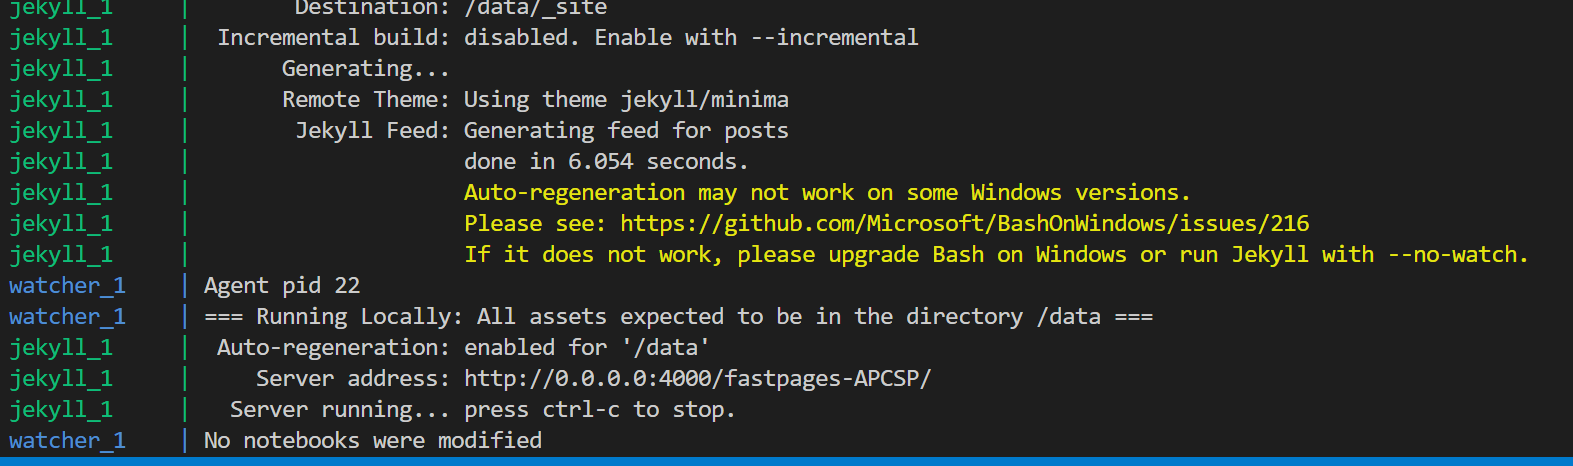 jekyll_1 | Destination: /data/_site
jekyll_1 | Incremental build: disabled. Enable with --incremental
jekyll_1 | Generating...
jekyll_1 | Remote Theme: Using theme jekyll/minima
jekyll_1 | Jekyll Feed: Generating feed for posts
jekyll_1 | done in 6.054 seconds.
jekyll_1 | Auto-regeneration may not work on some Windows versions.
jekyll_1 | Please see: https://github.com/Microsoft/BashOnWindows/issues/216
jekyll_1 | If it does not work, please upgrade Bash on Windows or run Jekyll with --no-watch.
watcher_1 | Agent pid 22
watcher_1 | === Running Locally: All assets expected to be in the directory /data ===
jekyll_1 | Auto-regeneration: enabled for '/data'
jekyll_1 | Server address: http://0.0.0.0:4000/fastpages-APCSP/
jekyll_1 | Server running... press ctrl-c to stop.
watcher_1 | No notebooks were modified